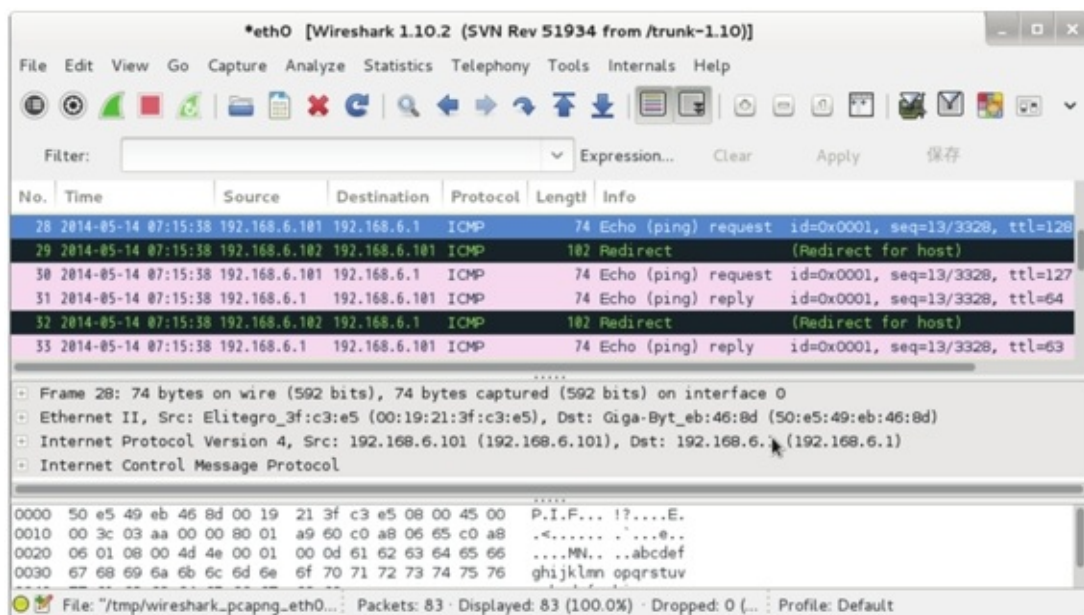 *eth0 [Wireshark 1.10.2 (SVN Rev 51934 from /trunk-1.10)]
File Edit View Go Capture Analyze Statistics Telephony Tools Internals Help
Filter: Expression... Clear Apply 保存
No. Time Source Destination Protocol Length Info
28 2014-05-14 07:15:38 192.168.6.101 192.168.6.1 ICMP 74 Echo (ping) request id=0x0001, seq=13/3328, ttl=128
29 2014-05-14 07:15:38 192.168.6.102 192.168.6.101 ICMP 102 Redirect (Redirect for host)
30 2014-05-14 07:15:38 192.168.6.101 192.168.6.1 ICMP 74 Echo (ping) request id=0x0001, seq=13/3328, ttl=127
31 2014-05-14 07:15:38 192.168.6.1 192.168.6.101 ICMP 74 Echo (ping) reply id=0x0001, seq=13/3328, ttl=64
32 2014-05-14 07:15:38 192.168.6.102 192.168.6.1 ICMP 102 Redirect (Redirect for host)
33 2014-05-14 07:15:38 192.168.6.1 192.168.6.101 ICMP 74 Echo (ping) reply id=0x0001, seq=13/3328, ttl=63
Frame 28: 74 bytes on wire (592 bits), 74 bytes captured (592 bits) on interface 0
Ethernet II, Src: Elitegro_3f:c3:e5 (00:19:21:3f:c3:e5), Dst: Giga-Byt_eb:46:8d (50:e5:49:eb:46:8d)
Internet Protocol Version 4, Src: 192.168.6.101 (192.168.6.101), Dst: 192.168.6.1 (192.168.6.1)
Internet Control Message Protocol
0000 50 e5 49 eb 46 8d 00 19 21 3f c3 e5 08 00 45 00 P.I.F... !?....E.
0010 00 3c 03 aa 00 00 80 01 a9 60 c0 a8 06 65 c0 a8 .<...... .`...e..
0020 06 01 08 00 4d 4e 00 01 00 0d 61 62 63 64 65 66 ....MN.. ..abcdef
0030 67 68 69 6a 6b 6c 6d 6e 6f 70 71 72 73 74 75 76 ghijklmn opqrstuv
File: "/tmp/wireshark_pcapng_eth0... Packets: 83 · Displayed: 83 (100.0%) · Dropped: 0 (... Profile: Default